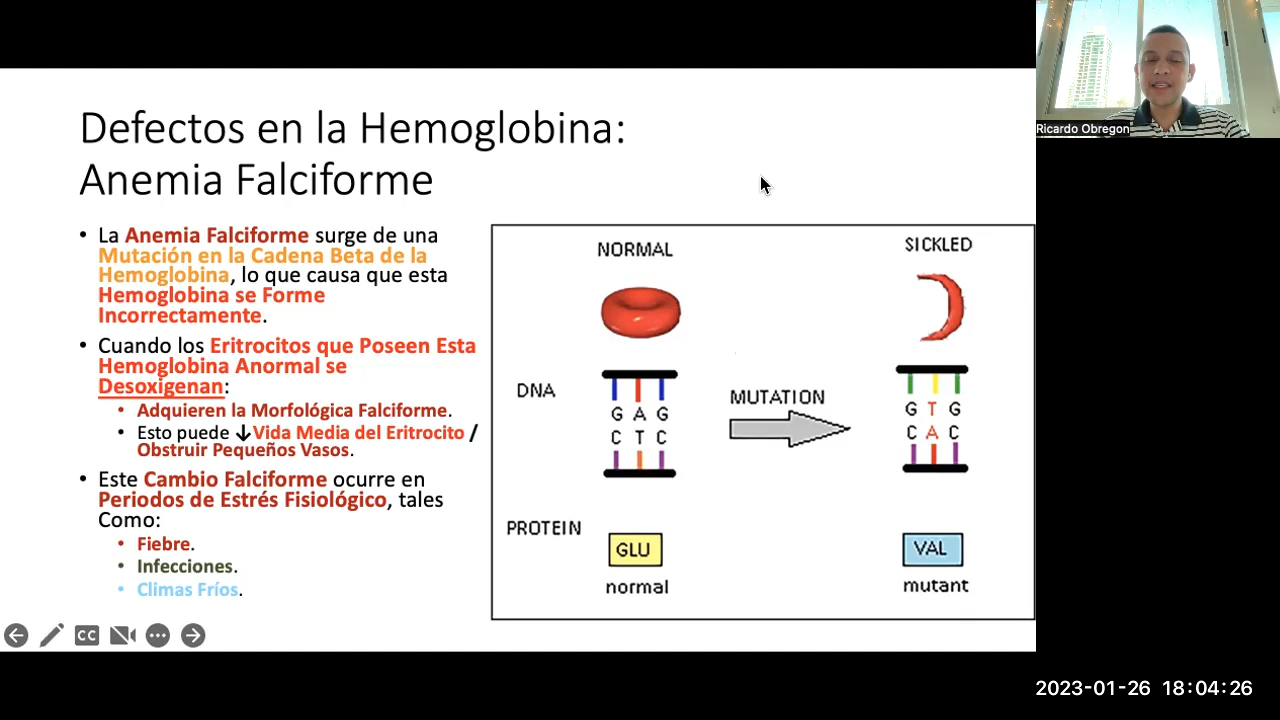 Defectos en la Hemoglobina:
Anemia Falciforme
• La Anemia Falciforme surge de una
Mutación en la Cadena Beta de la
Hemoglobina, lo que causa que esta
Hemoglobina se Forme
Incorrectamente.
• Cuando los Eritrocitos que Poseen Esta
Hemoglobina Anormal se
Desoxigenan:
• Adquieren la Morfológica Falciforme.
• Esto puede ↓Vida Media del Eritrocito /
Obstruir Pequeños Vasos.
• Este Cambio Falciforme ocurre en
Periodos de Estrés Fisiológico, tales
Como:
• Fiebre.
• Infecciones.
• Climas Fríos.
NORMAL
SICKLED
DNA
G A G
C T C
MUTATION
G T G
C A C
PROTEIN
GLU
normal
VAL
mutant
CC
Ricardo Obregon
2023-01-26 18:04:26